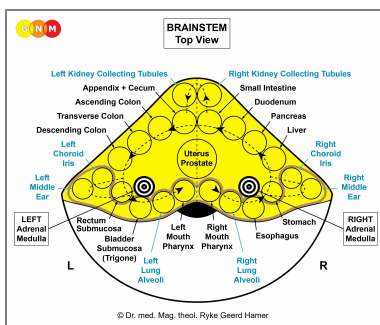 GNM
BRAINSTEM
Top View
Left Kidney Collecting Tubules
Right Kidney Collecting Tubules
Appendix + Cecum
Small Intestine
Ascending Colon
Duodenum
Transverse Colon
Pancreas
Descending Colon
Liver
Left
Choroid
Iris
Uterus
Prostate
Right
Choroid
Iris
Left
Middle
Ear
Right
Middle
Ear
LEFT
Adrenal
Medulla
Rectum
Submucosa
Bladder
Submucosa
(Trigone)
Left
Mouth
Pharynx
Right
Mouth
Pharynx
Esophagus
Stomach
RIGHT
Adrenal
Medulla
Left
Lung
Alveoli
Right
Lung
Alveoli
L
R
© Dr. med. Mag. theol. Ryke Geerd Hamer